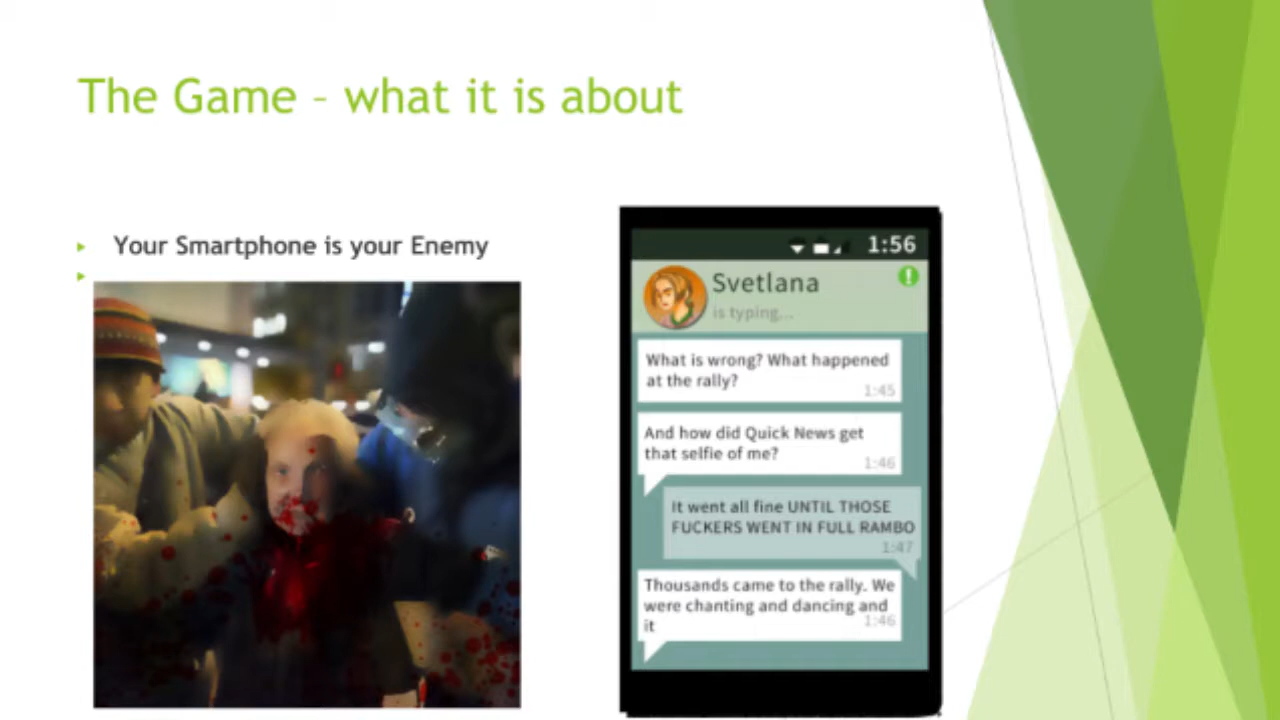 The Game – what it is about
Your Smartphone is your Enemy
1:56
Svetlana
is typing...
What is wrong? What happened
at the rally?
1:45
And how did Quick News get
that selfie of me?
1:46
It went all fine UNTIL THOSE
FUCKERS WENT IN FULL RAMBO
1:47
Thousands came to the rally. We
were chanting and dancing and
it
1:46